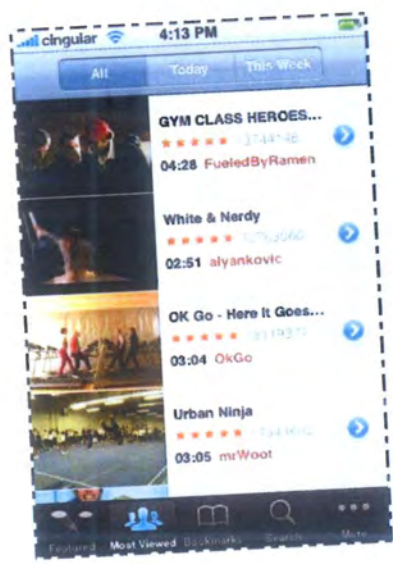 cingular 4:13 PM
All Today This Week
GYM CLASS HEROES...
04:28 FueledByRamen
White & Nerdy
02:51 alyankovic
OK Go - Here It Goes...
03:04 OkGo
Urban Ninja
03:05 mrWoot
Featured Most Viewed Bookmarks Search More